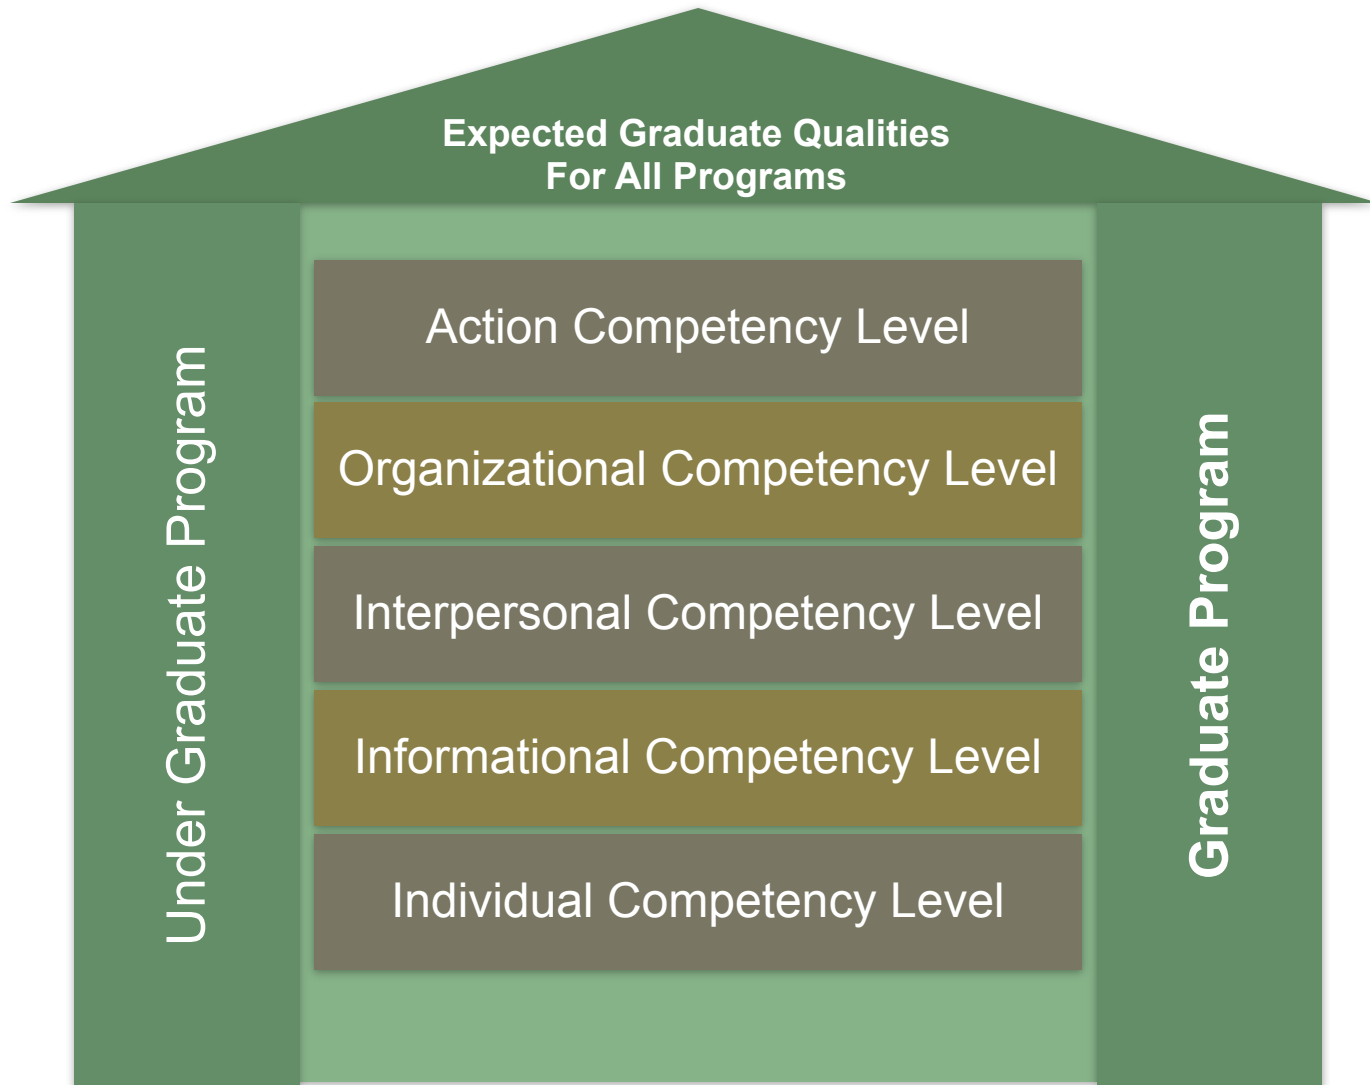 Expected Graduate Qualities
For All Programs
Under Graduate Program
Action Competency Level
Organizational Competency Level
Interpersonal Competency Level
Informational Competency Level
Individual Competency Level
Graduate Program